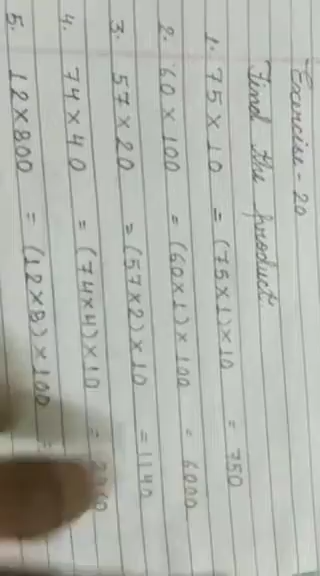 Exercise - 20
Find the product:
1. 75 × 10 = (75×1)×10 = 750
2. 60 × 100 = (60×1)×100 = 6000
3. 57 × 20 = (57×2)×10 = 1140
4. 74 × 40 = (74×4)×10 =
5. 12×800 = (12×8)×100 =